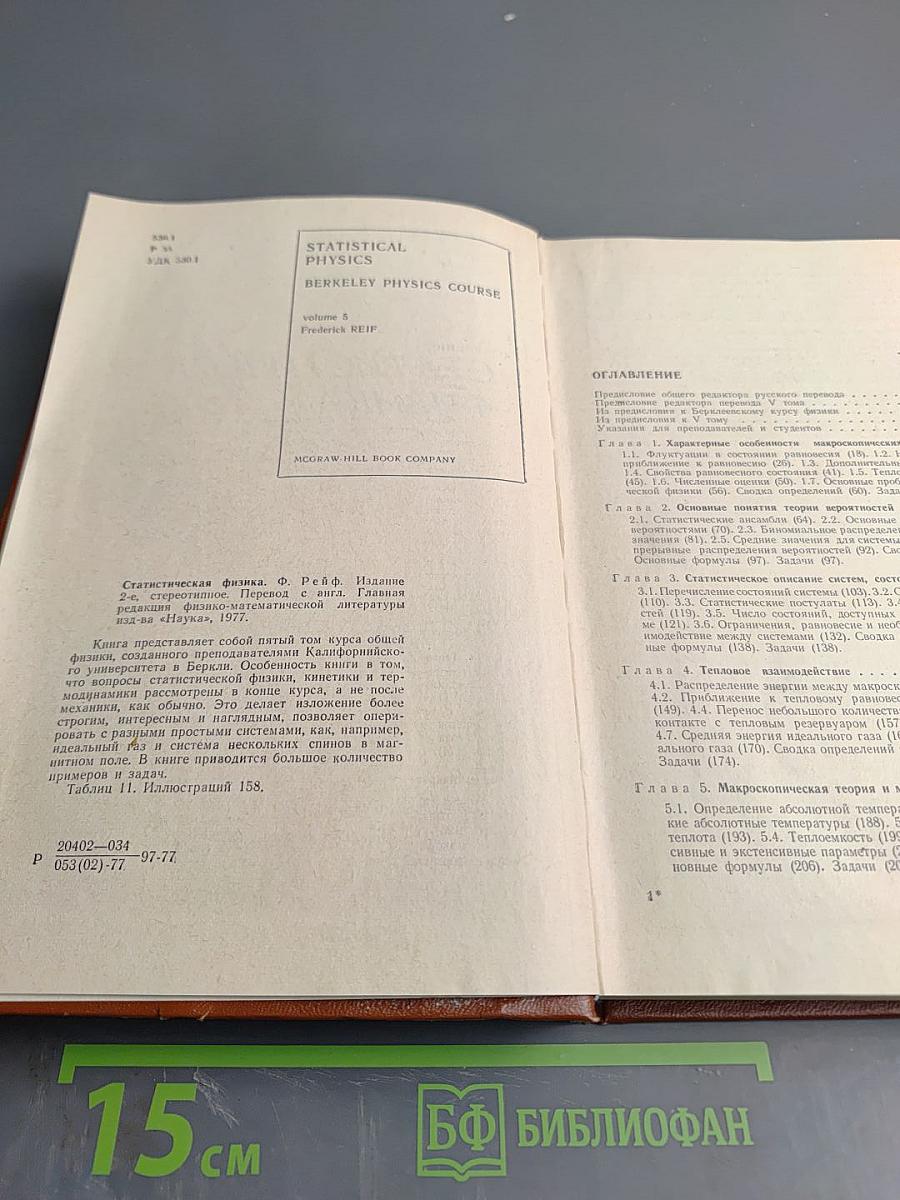 530.1
УДК 530.1
STATISTICAL
PHYSICS
BERKELEY PHYSICS COURSE
volume 5
Frederick REIF
MCGRAW-HILL BOOK COMPANY
Статистическая физика. Ф. Рейф. Издание
2-е, стереотипное. Перевод с англ. Главная
редакция физико-математической литературы
изд-ва «Наука», 1977.
Книга представляет собой пятый том курса общей
физики, созданного преподавателями Калифорнийско-
го университета в Беркли. Особенность книги в том,
что вопросы статистической физики, кинетики и тер-
модинамики рассмотрены в конце курса, а не после
механики, как обычно. Это делает изложение более
строгим, интересным и наглядным, позволяет опери-
ровать с разными простыми системами, как, например,
идеальный газ и система нескольких спинов в маг-
нитном поле. В книге приводится большое количество
примеров и задач.
Таблиц 11. Иллюстраций 158.
Р 20402—034
053(02)-77 97-77
ОГЛАВЛЕНИЕ
Предисловие общего редактора русского перевода . . . .
Предисловие редактора перевода V тома . . . . . . . .
Из предисловия к Берклеевскому курсу физики . . . . .
Из предисловия к V тому . . . . . . . . . . . .
Указания для преподавателей и студентов . . . . . . .
Глава 1. Характерные особенности макроскопических
1.1. Флуктуации в состоянии равновесия (18). 1.2.
приближение к равновесию (26). 1.3. Дополнительн
1.4. Свойства равновесного состояния (41). 1.5. Тепло
(45). 1.6. Численные оценки (50). 1.7. Основные проб
ческой физики (56). Сводка определений (60). Зада
Глава 2. Основные понятия теории вероятностей
2.1. Статистические ансамбли (64). 2.2. Основные
вероятностями (70). 2.3. Биномиальное распределен
значения (81). 2.5. Средние значения для системы
прерывные распределения вероятностей (92). Сво
Основные формулы (97). Задачи (97).
Глава 3. Статистическое описание систем, состо
3.1. Перечисление состояний системы (103). 3.2. С
(110). 3.3. Статистические постулаты (113). 3.4
стей (119). 3.5. Число состояний, доступных
ме (121). 3.6. Ограничения, равновесие и необ
имодействие между системами (132). Сводка
ные формулы (138). Задачи (138).
Глава 4. Тепловое взаимодействие . . . .
4.1. Распределение энергии между макроск
4.2. Приближение к тепловому равновес
(149). 4.4. Перенос небольшого количеств
контакте с тепловым резервуаром (157
4.7. Средняя энергия идеального газа (16
ального газа (170). Сводка определений
Задачи (174).
Глава 5. Макроскопическая теория и м
5.1. Определение абсолютной темпера
кие абсолютные температуры (188). 5
теплота (193). 5.4. Теплоемкость (199
сивные и экстенсивные параметры (2
новные формулы (206). Задачи (20
1*
15 см
БФ БИБЛИОФАН